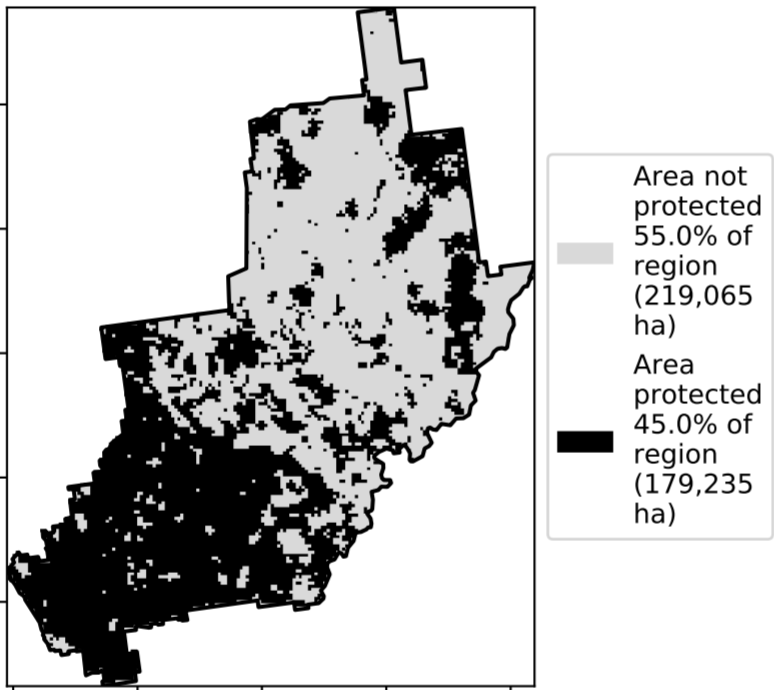 Area not
protected
55.0% of
region
(219,065
ha)
Area
protected
45.0% of
region
(179,235
ha)